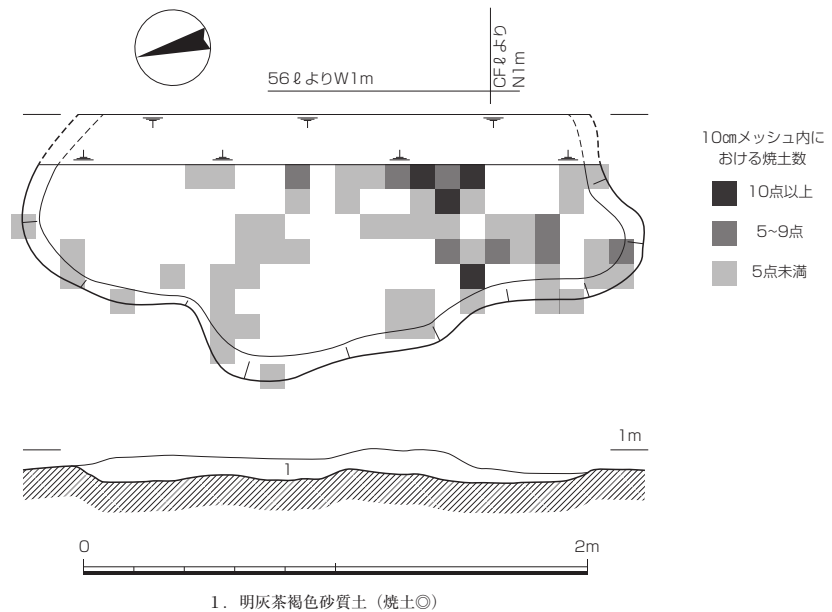 56ℓよりW1m
CFℓより
N1m
10㎝メッシュ内に
おける焼土数
10点以上
5~9点
5点未満
1m
1
0
2m
1．明灰茶褐色砂質土（焼土◎）